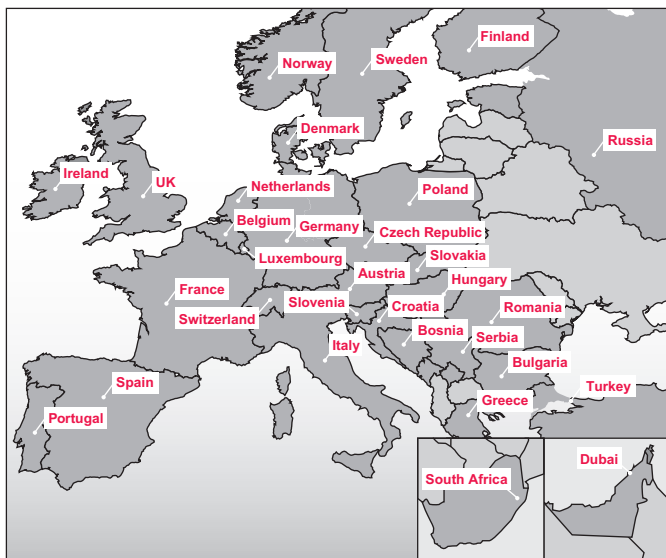 Finland
Norway
Sweden
Denmark
Russia
Ireland
UK
Netherlands
Poland
Belgium
Germany
Czech Republic
Luxembourg
Slovakia
Austria
Hungary
France
Slovenia
Croatia
Romania
Switzerland
Bosnia
Serbia
Italy
Bulgaria
Spain
Turkey
Portugal
Greece
Dubai
South Africa